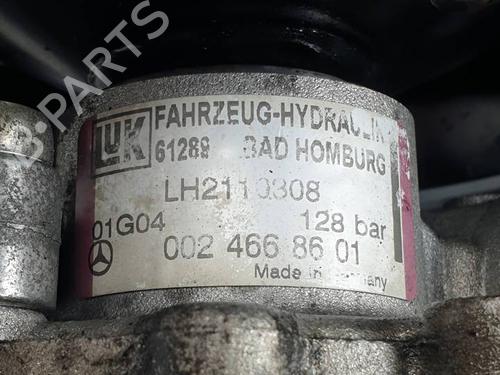 B-Parts
LUK FAHRZEUG-HYDRAULIK
61289 BAD HOMBURG
LH2110308
01G04 128 bar
002 466 86 01
Made in Germany